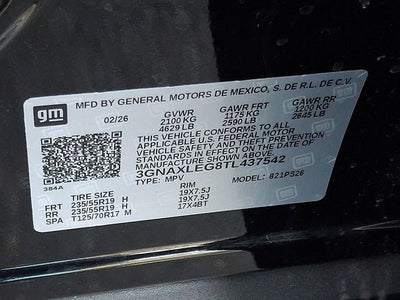 gm
MFD BY GENERAL MOTORS DE MEXICO, S. DE R.L. DE C.V.
02/26 GVWR GAWR FRT GAWR RR
2100 KG 1175 KG 1200 KG
4629 LB 2590 LB 2645 LB
THIS VEHICLE CONFORMS TO ALL
APPLICABLE U.S. FEDERAL MOTOR
VEHICLE SAFETY AND THEFT PREVENTION
STANDARDS IN EFFECT ON THE DATE OF
MANUFACTURE SHOWN ABOVE.
3GNAXLEG8TL437542
TYPE: MPV MODEL: 821PS26
3B4A
TIRE SIZE RIM
FRT 235/55R19 H 19X7.5J
RR 235/55R19 H 19X7.5J
SPA T125/70R17 M 17X4BT